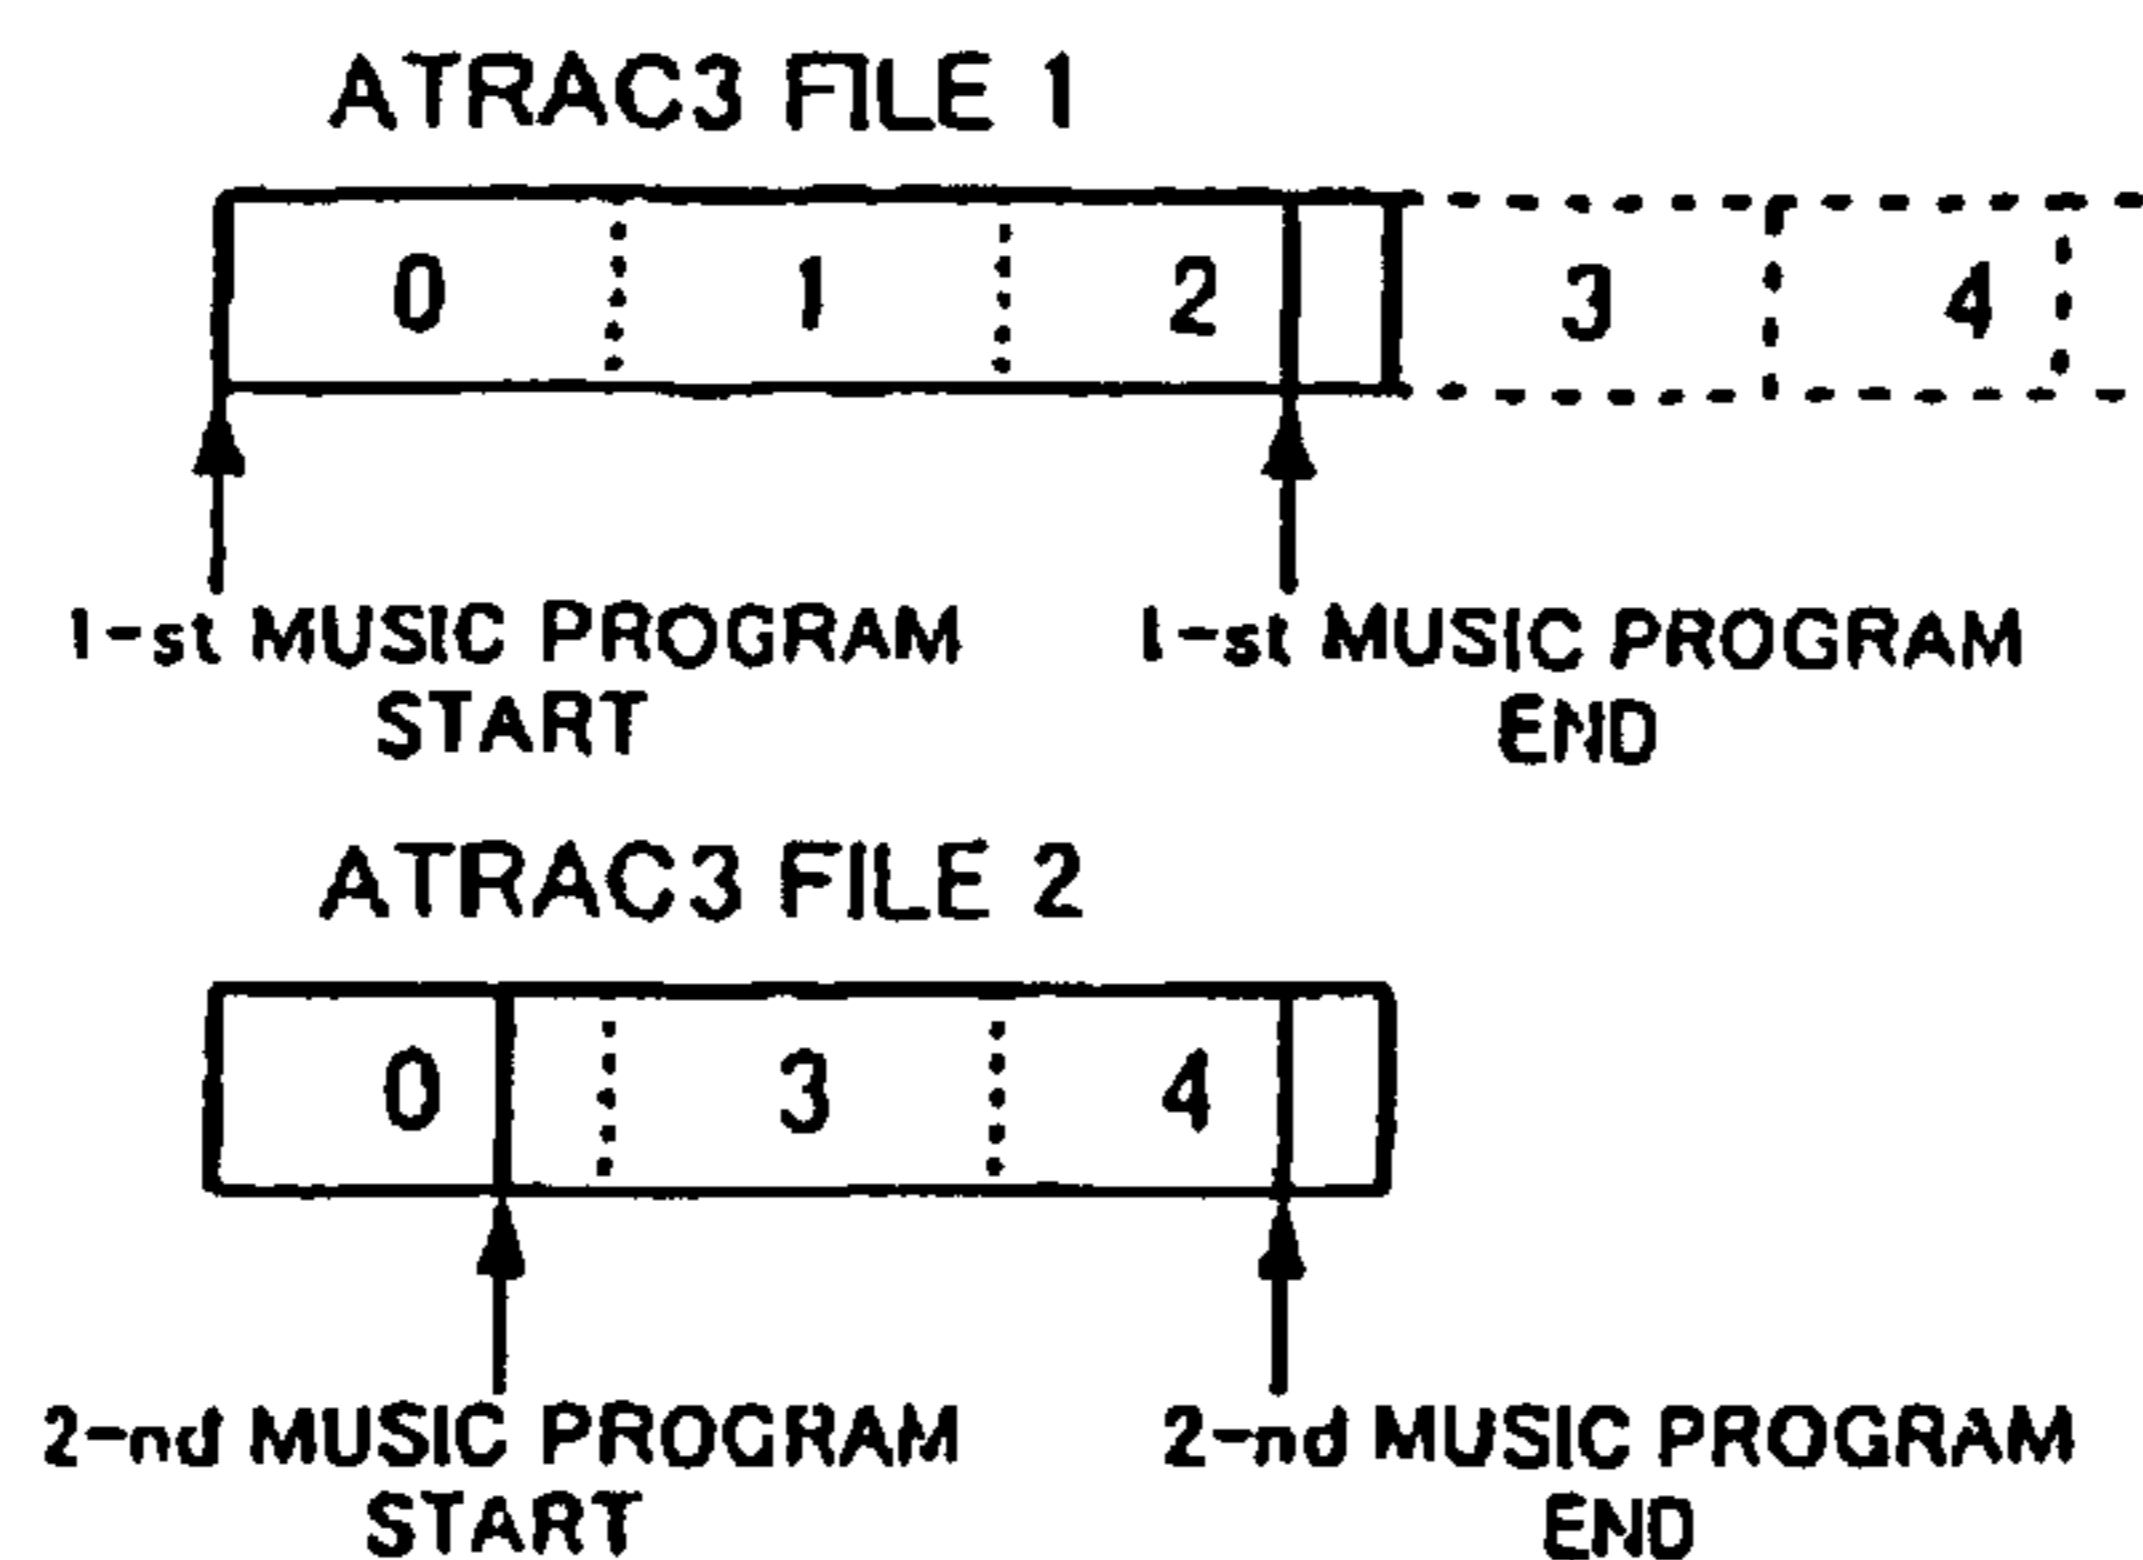 ATRAC3 FILE 1
0 1 2 3 4
1-st MUSIC PROGRAM START
1-st MUSIC PROGRAM END
ATRAC3 FILE 2
0 3 4
2-nd MUSIC PROGRAM START
2-nd MUSIC PROGRAM END